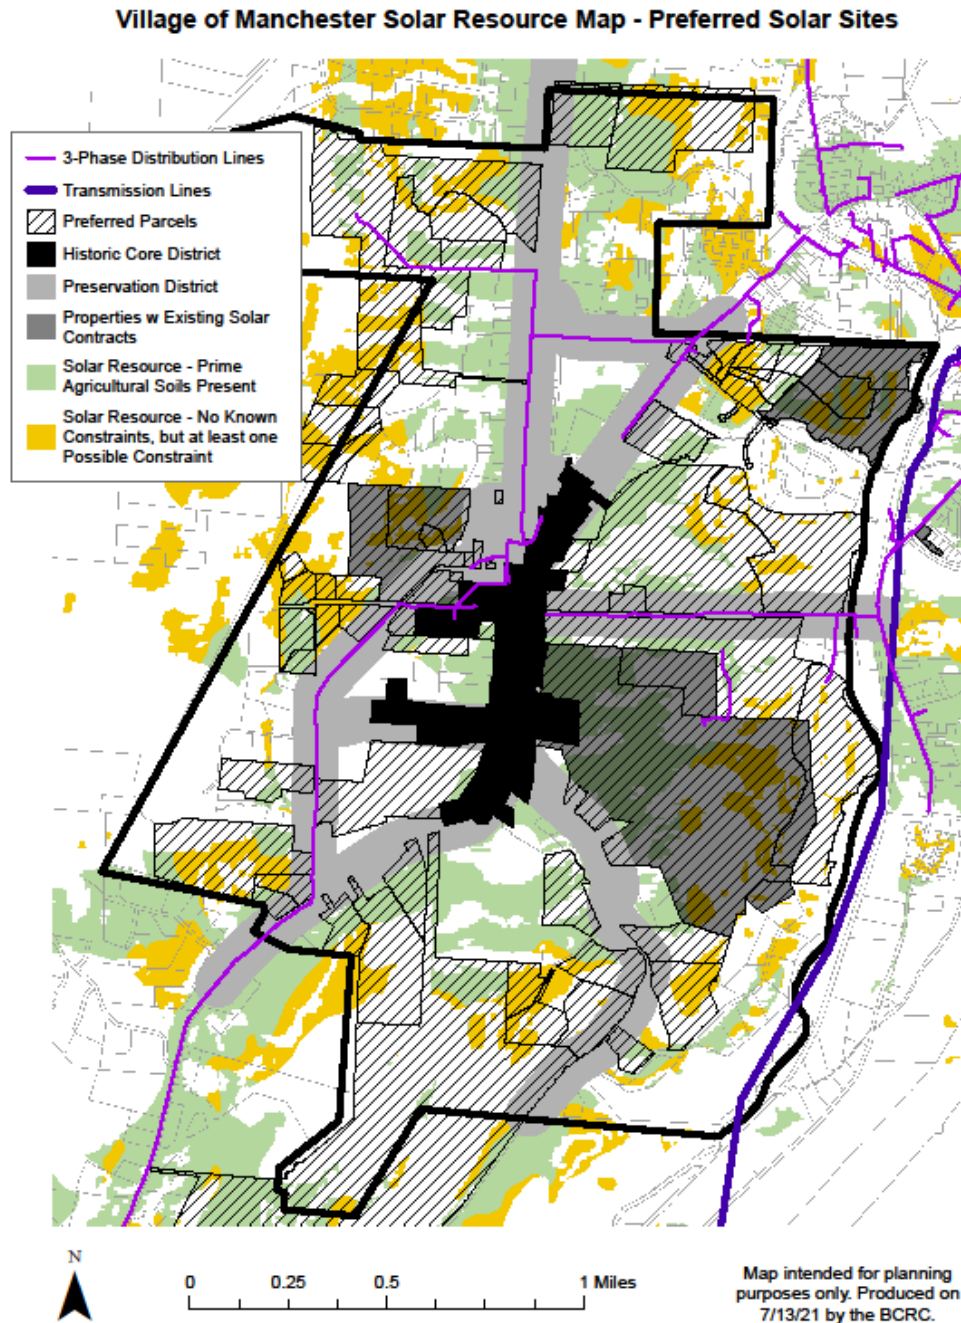 Village of Manchester Solar Resource Map - Preferred Solar Sites
3-Phase Distribution Lines
Transmission Lines
Preferred Parcels
Historic Core District
Preservation District
Properties w Existing Solar
Contracts
Solar Resource - Prime
Agricultural Soils Present
Solar Resource - No Known
Constraints, but at least one
Possible Constraint
N
0 0.25 0.5 1 Miles
Map intended for planning
purposes only. Produced on
7/13/21 by the BCRC.